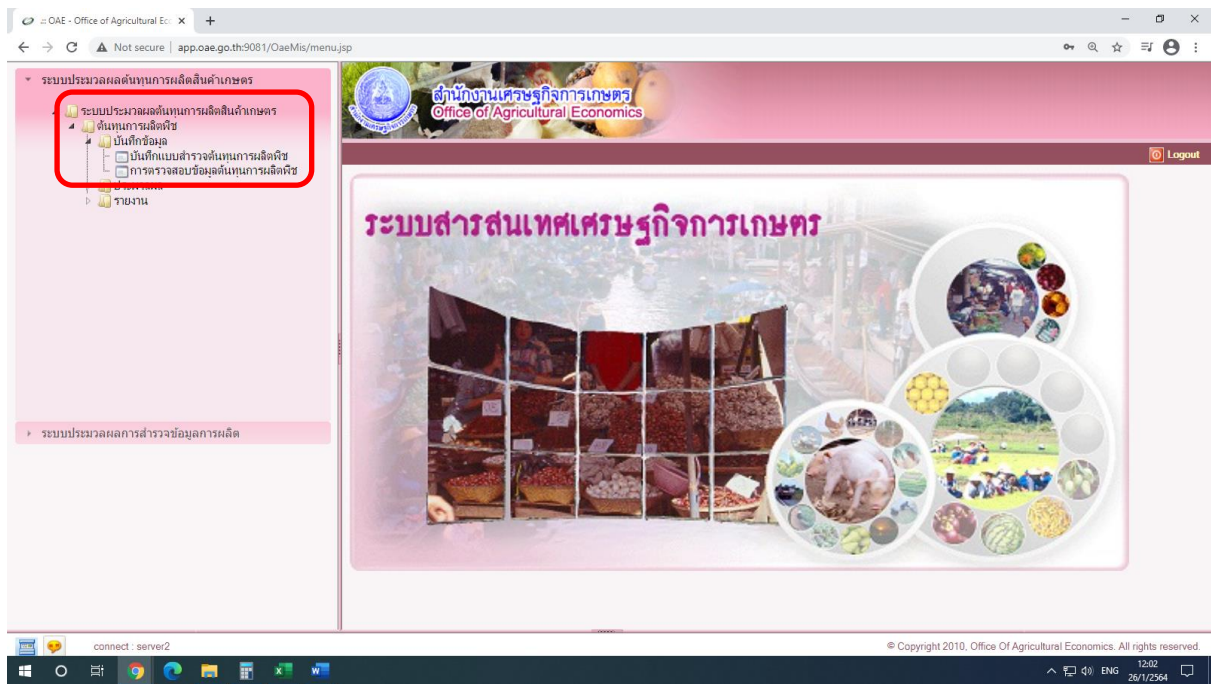 .:: OAE - Office of Agricultural Ec
Not secure | app.oae.go.th:9081/OaeMis/menu.jsp
ระบบประมวลผลต้นทุนการผลิตสินค้าเกษตร
ระบบประมวลผลต้นทุนการผลิตสินค้าเกษตร
ต้นทุนการผลิตพืช
บันทึกข้อมูล
บันทึกแบบสำรวจต้นทุนการผลิตพืช
การตรวจสอบข้อมูลต้นทุนการผลิตพืช
รายงาน
ระบบประมวลผลการสำรวจข้อมูลการผลิต
สำนักงานเศรษฐกิจการเกษตร
Office of Agricultural Economics
Logout
ระบบสารสนเทศเศรษฐกิจการเกษตร
connect : server2
© Copyright 2010, Office Of Agricultural Economics. All rights reserved.
ENG
12:02
26/1/2564